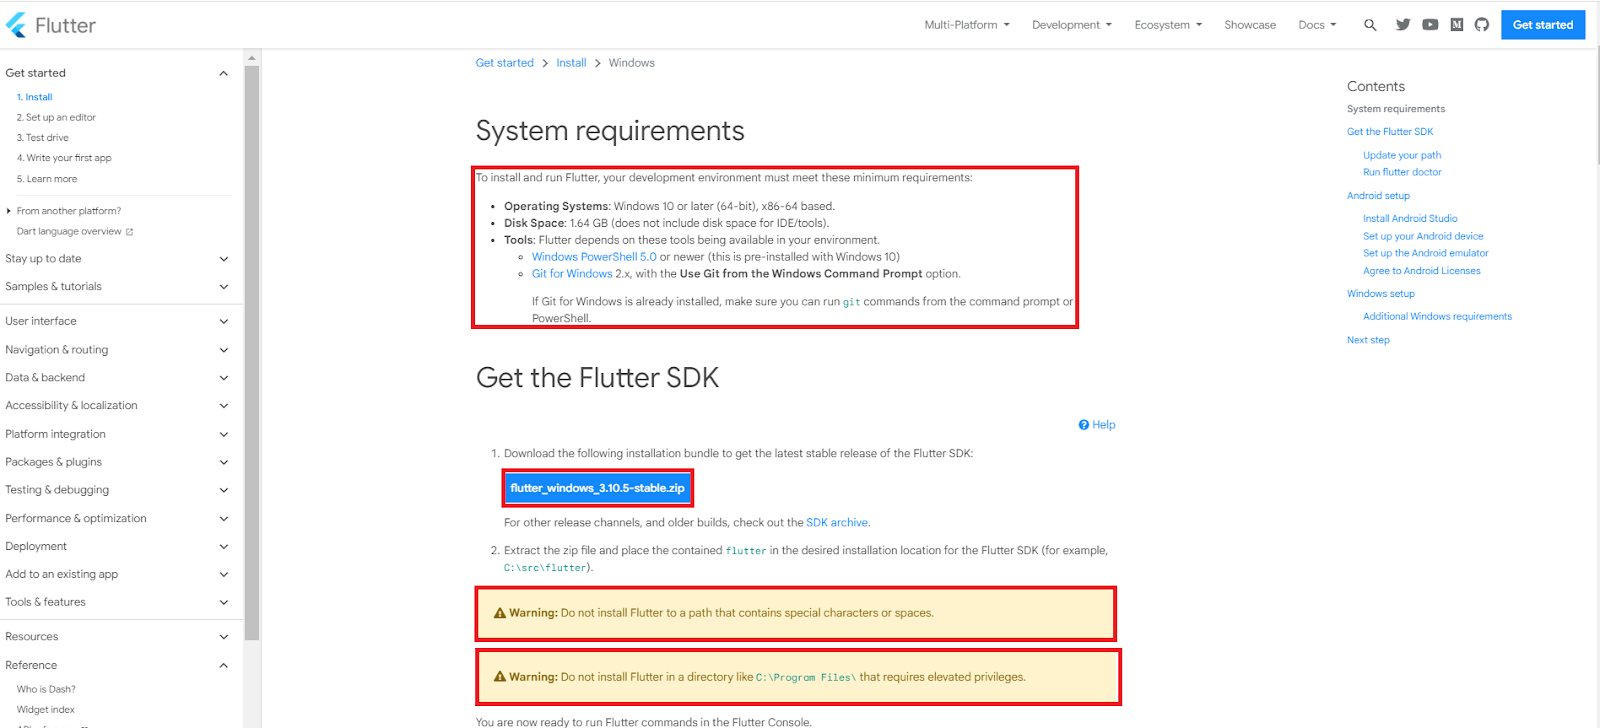 Flutter
Multi-Platform
Development
Ecosystem
Showcase
Docs
Get started
Get started
1. Install
2. Set up an editor
3. Test drive
4. Write your first app
5. Learn more
From another platform?
Dart language overview
Stay up to date
Samples & tutorials
User interface
Navigation & routing
Data & backend
Accessibility & localization
Platform integration
Packages & plugins
Testing & debugging
Performance & optimization
Deployment
Add to an existing app
Tools & features
Resources
Reference
Who is Dash?
Widget index
Get started > Install > Windows
System requirements
To install and run Flutter, your development environment must meet these minimum requirements:
• Operating Systems: Windows 10 or later (64-bit), x86-64 based.
• Disk Space: 1.64 GB (does not include disk space for IDE/tools).
• Tools: Flutter depends on these tools being available in your environment.
◦ Windows PowerShell 5.0 or newer (this is pre-installed with Windows 10)
◦ Git for Windows 2.x, with the Use Git from the Windows Command Prompt option.
If Git for Windows is already installed, make sure you can run git commands from the command prompt or
PowerShell.
Get the Flutter SDK
Help
1. Download the following installation bundle to get the latest stable release of the Flutter SDK:
flutter_windows_3.10.5-stable.zip
For other release channels, and older builds, check out the SDK archive.
2. Extract the zip file and place the contained flutter in the desired installation location for the Flutter SDK (for example,
C:\src\flutter).
Warning: Do not install Flutter to a path that contains special characters or spaces.
Warning: Do not install Flutter in a directory like C:\Program Files\ that requires elevated privileges.
You are now ready to run Flutter commands in the Flutter Console.
Contents
System requirements
Get the Flutter SDK
Update your path
Run flutter doctor
Android setup
Install Android Studio
Set up your Android device
Set up the Android emulator
Agree to Android Licenses
Windows setup
Additional Windows requirements
Next step